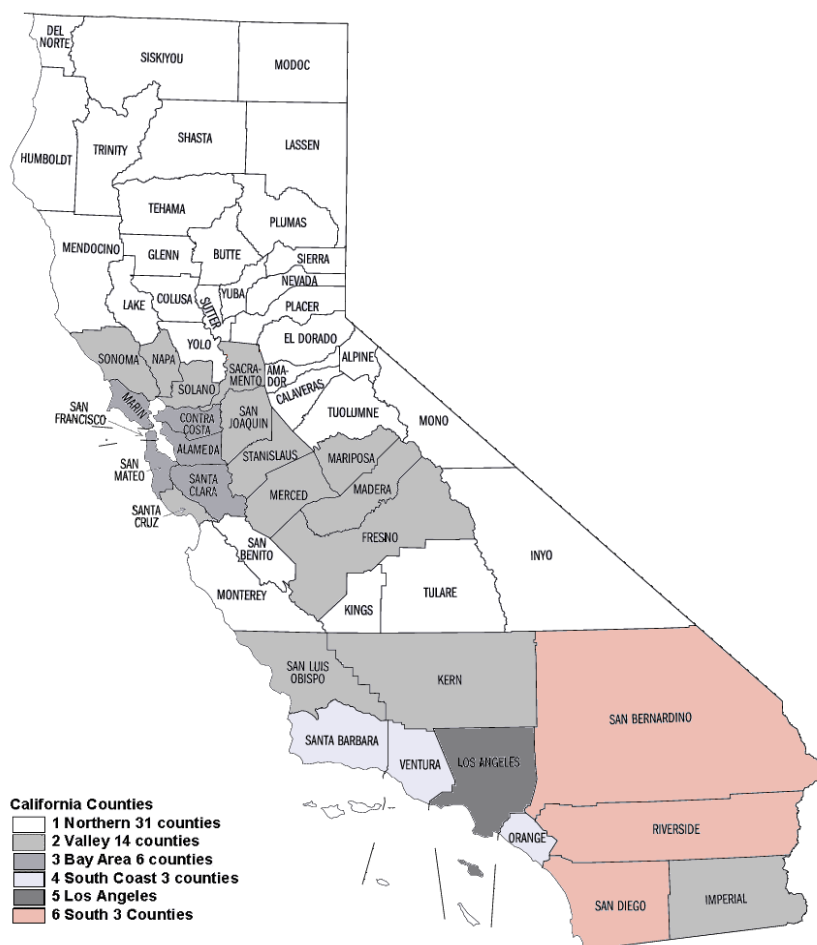 DEL
NORTE
SISKIYOU
MODOC
HUMBOLDT
TRINITY
SHASTA
LASSEN
TEHAMA
PLUMAS
MENDOCINO
GLENN
BUTTE
SIERRA
NEVADA
YUBA
PLACER
LAKE
COLUSA
SUTTER
YOLO
EL DORADO
ALPINE
SONOMA
NAPA
SACRA-
MENTO
AMA-
DOR
SOLANO
CALAVERAS
MARIN
SAN
FRANCISCO
CONTRA
COSTA
SAN
JOAQUIN
TUOLUMNE
MONO
ALAMEDA
STANISLAUS
MARIPOSA
SAN
MATEO
SANTA
CLARA
MERCED
MADERA
SANTA
CRUZ
SAN
BENITO
FRESNO
INYO
MONTEREY
KINGS
TULARE
SAN LUIS
OBISPO
KERN
SAN BERNARDINO
SANTA BARBARA
VENTURA
LOS ANGELES
ORANGE
RIVERSIDE
SAN DIEGO
IMPERIAL
California Counties
1 Northern 31 counties
2 Valley 14 counties
3 Bay Area 6 counties
4 South Coast 3 counties
5 Los Angeles
6 South 3 Counties